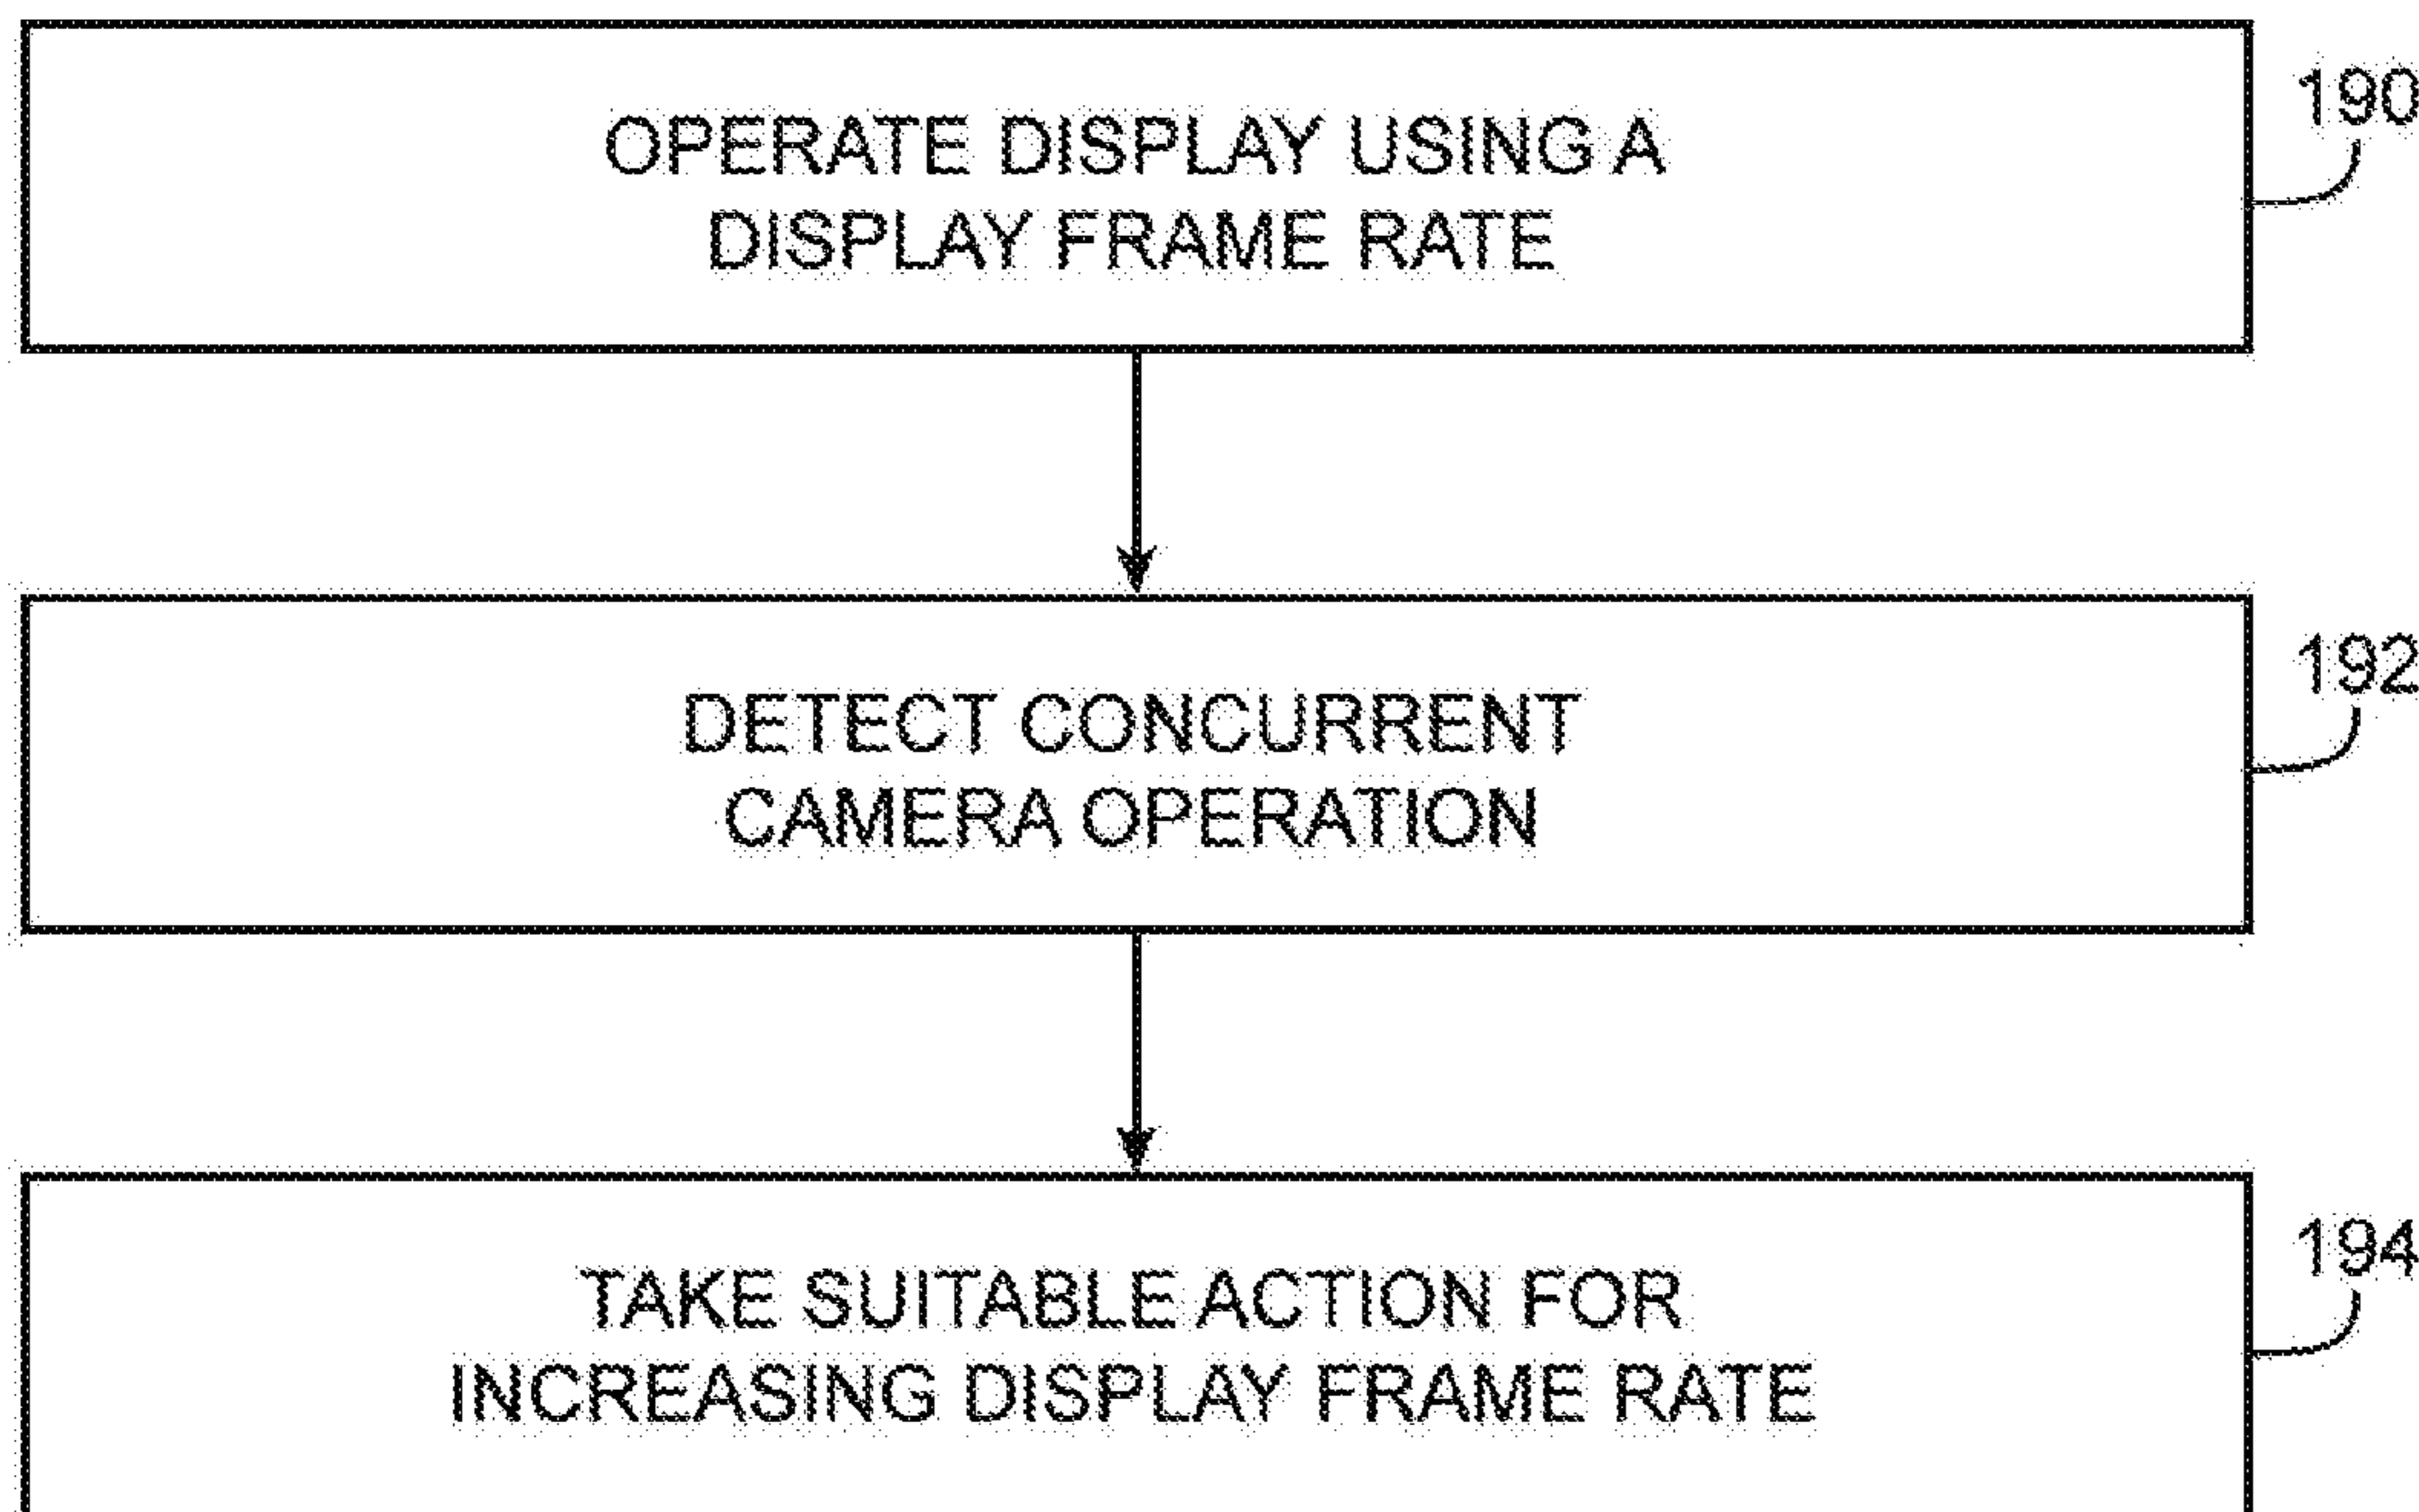 OPERATE DISPLAY USING A
DISPLAY FRAME RATE
190
DETECT CONCURRENT
CAMERA OPERATION
192
TAKE SUITABLE ACTION FOR
INCREASING DISPLAY FRAME RATE
194